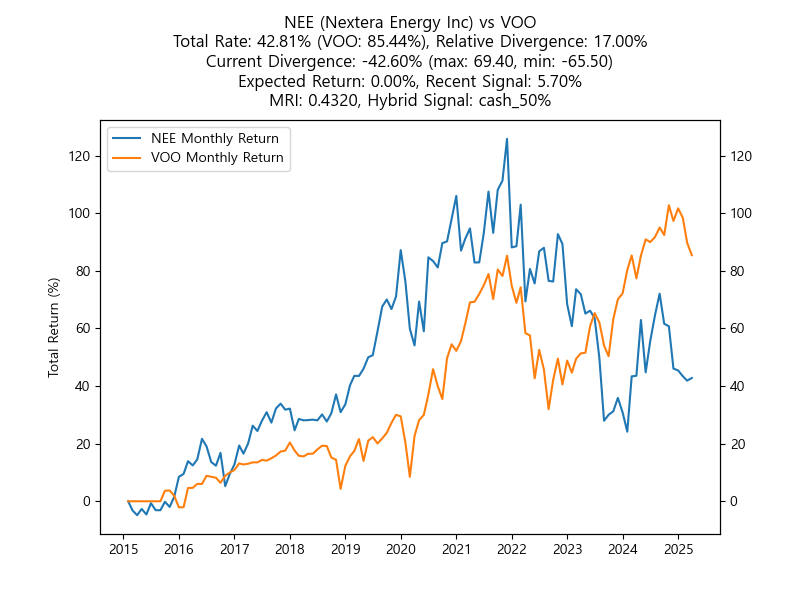 NEE (Nextera Energy Inc) vs VOO
Total Rate: 42.81% (VOO: 85.44%), Relative Divergence: 17.00%
Current Divergence: -42.60% (max: 69.40, min: -65.50)
Expected Return: 0.00%, Recent Signal: 5.70%
MRI: 0.4320, Hybrid Signal: cash_50%
NEE Monthly Return
VOO Monthly Return
Total Return (%)
120
100
80
60
40
20
0
120
100
80
60
40
20
0
2015 2016 2017 2018 2019 2020 2021 2022 2023 2024 2025